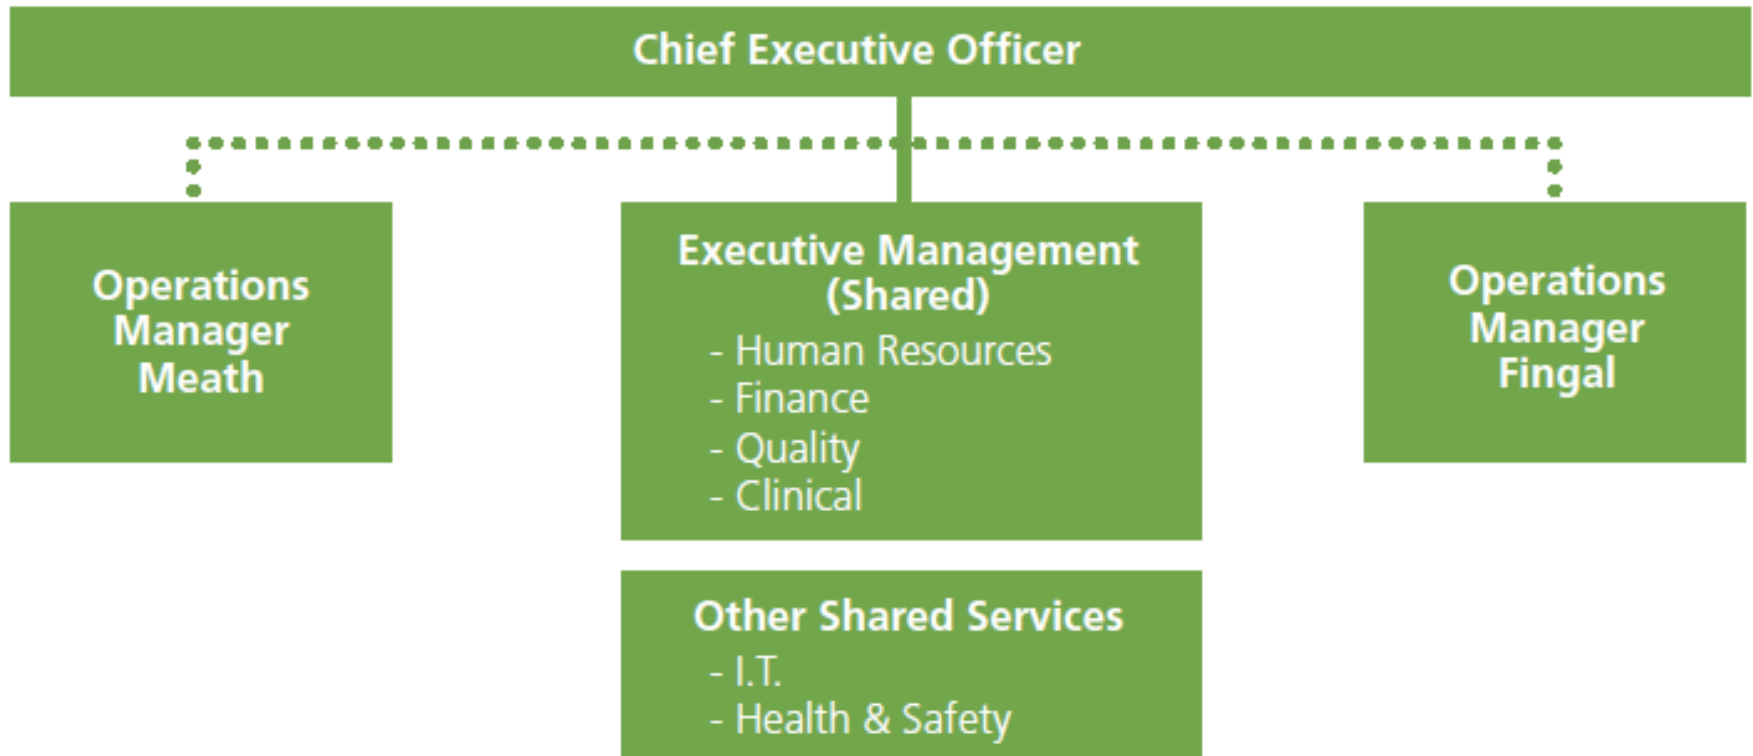 Chief Executive Officer
Operations
Manager
Meath
Executive Management
(Shared)
- Human Resources
- Finance
- Quality
- Clinical
Operations
Manager
Fingal
Other Shared Services
- I.T.
- Health & Safety